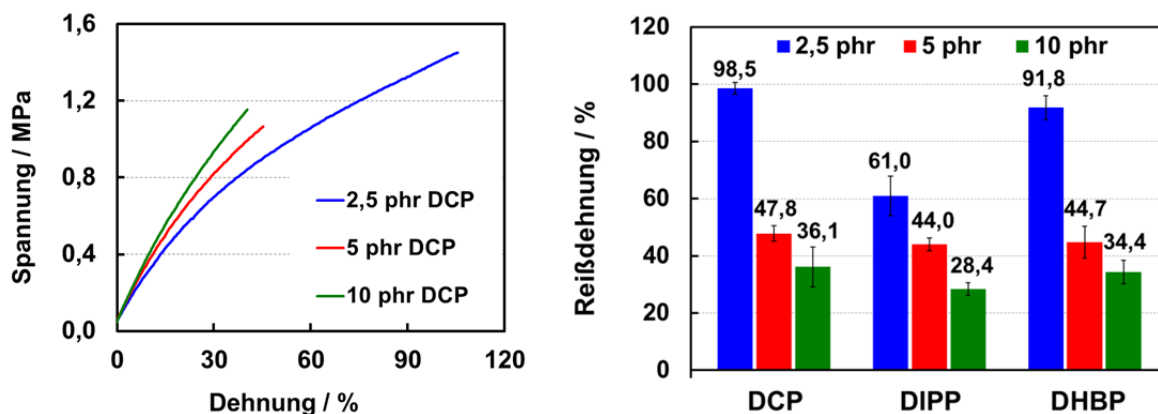 1,6
1,2
0,8
0,4
0,0
Spannung / MPa
2,5 phr DCP
5 phr DCP
10 phr DCP
0 30 60 90 120
Dehnung / %
120
100
80
60
40
20
0
Reißdehnung / %
2,5 phr 5 phr 10 phr
98,5
47,8
36,1
61,0
44,0
28,4
91,8
44,7
34,4
DCP DIPP DHBP